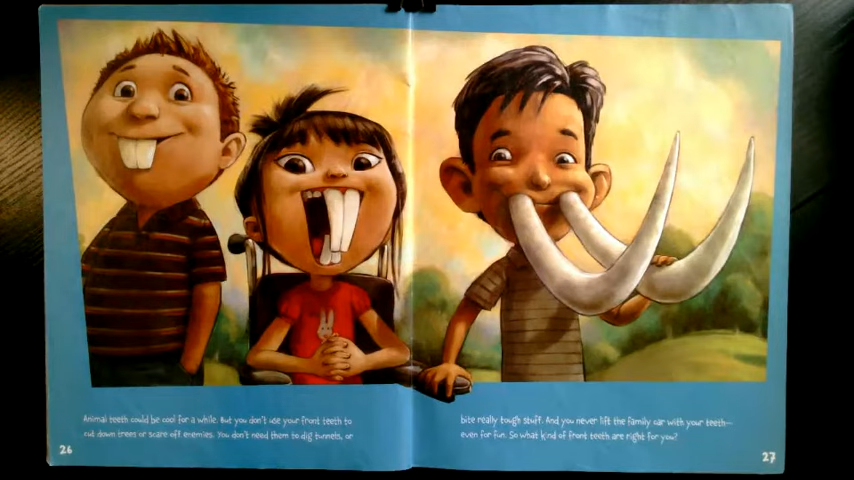 Animal teeth could be cool for a while. But you don't use your front teeth to
cut down trees or scare off enemies. You don't need them to dig tunnels, or
26
bite really tough stuff. And you never lift the family car with your teeth—
even for fun. So what kind of front teeth are right for you?
27